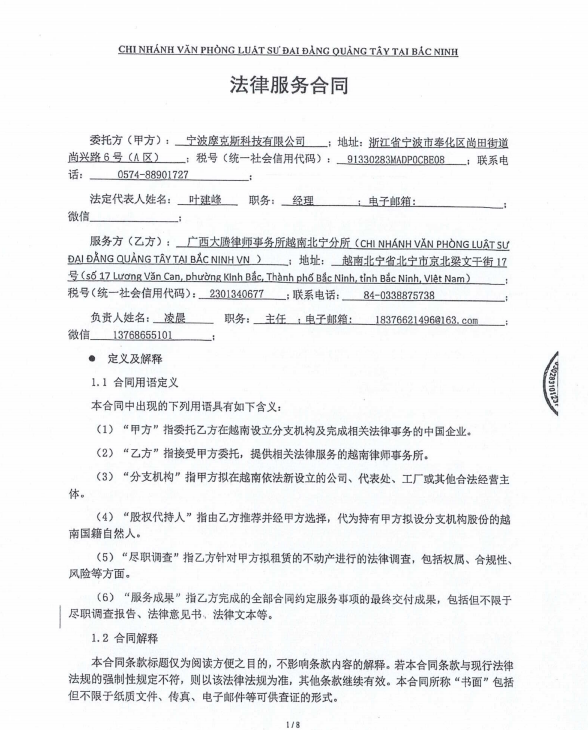 CHI NHÁNH VĂN PHÒNG LUẬT SƯ ĐẠI ĐẰNG QUẢNG TÂY TẠI BẮC NINH
法律服务合同
委托方（甲方）：宁波摩克斯科技有限公司；地址：浙江省宁波市奉化区尚田街道
尚兴路 6 号（A 区）；税号（统一社会信用代码）：91330283MADP0CBE08；联系电
话：0574-88901727；
法定代表人姓名：叶建峰 职务：经理；电子邮箱：；
微信；
服务方（乙方）：广西大腾律师事务所越南北宁分所（CHI NHÁNH VĂN PHÒNG LUẬT SƯ
ĐẠI ĐẰNG QUẢNG TÂY TẠI BẮC NINH VN ）；地址：越南北宁省北宁市京北梁文干街 17
号（số 17 Lương Văn Can, phường Kinh Bắc, Thành phố Bắc Ninh, tỉnh Bắc Ninh, Việt Nam）；
税号（统一社会信用代码）：2301340677；联系电话：84-0338875738；
负责人姓名：凌晨 职务：主任；电子邮箱：18376621496@163.com；
微信 13768655101；
● 定义及解释
1.1 合同用语定义
本合同中出现的下列用语具有如下含义：
（1）“甲方”指委托乙方在越南设立分支机构及完成相关法律事务的中国企业。
（2）“乙方”指接受甲方委托，提供相关法律服务的越南律师事务所。
（3）“分支机构”指甲方拟在越南依法新设立的公司、代表处、工厂或其他合法经营主
体。
（4）“股权代持人”指由乙方推荐并经甲方选择，代为持有甲方拟设分支机构股份的越
南国籍自然人。
（5）“尽职调查”指乙方针对甲方拟租赁的不动产进行的法律调查，包括权属、合规性、
风险等方面。
（6）“服务成果”指乙方完成的全部合同约定服务事项的最终交付成果，包括但不限于
尽职调查报告、法律意见书、法律文本等。
1.2 合同解释
本合同条款标题仅为阅读方便之目的，不影响条款内容的解释。若本合同条款与现行法律
法规的强制性规定不符，则以该法律法规为准，其他条款继续有效。本合同所称“书面”包括
但不限于纸质文件、传真、电子邮件等可供查证的形式。
1 / 8